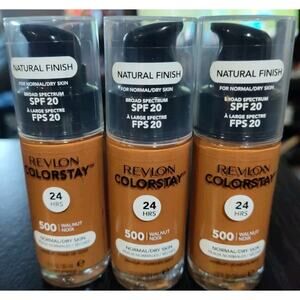 NATURAL FINISH
FOR NORMAL/DRY SKIN
BROAD SPECTRUM
SPF 20
À LARGE SPECTRE
FPS 20
REVLON
COLORSTAY™
24
HRS
500 WALNUT
NOIX
NORMAL/DRY SKIN
NATURAL FINISH
FOR NORMAL/DRY SKIN
BROAD SPECTRUM
SPF 20
À LARGE SPECTRE
FPS 20
REVLON
COLORSTAY
24
HRS
500 WALNUT
NOIX
NORMAL/DRY SKIN
NATURAL FINISH
FOR NORMAL/DRY SKIN
BROAD SPECTRUM
SPF 20
À LARGE SPECTRE
FPS 20
REVLON
COLORSTAY
24
HRS
500 WALNUT
NOIX
NORMAL/DRY SKIN